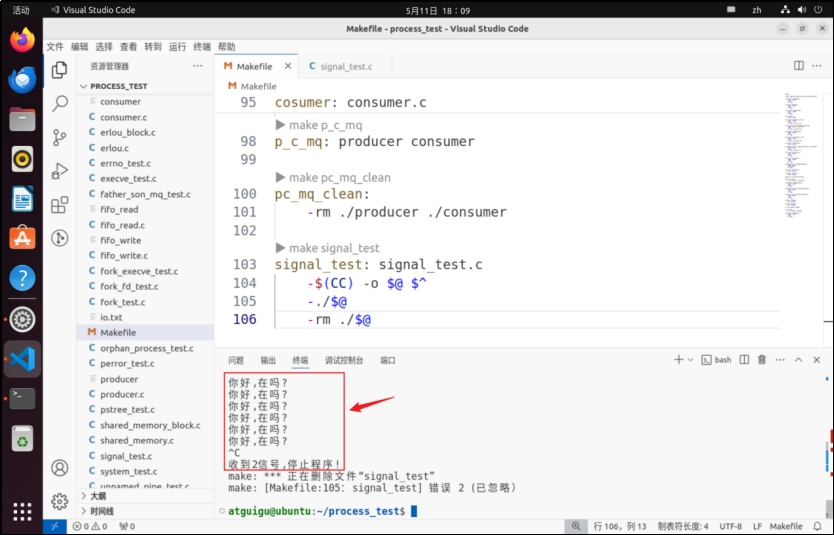 活动
Visual Studio Code
5月11日 18：09
zh
Makefile - process_test - Visual Studio Code
文件 编辑 选择 查看 转到 运行 终端 帮助
资源管理器
PROCESS_TEST
consumer
consumer.c
erlou_block.c
erlou.c
errno_test.c
execve_test.c
father_son_mq_test.c
fifo_read
fifo_read.c
fifo_write
fifo_write.c
fork_execve_test.c
fork_fd_test.c
fork_test.c
io.txt
Makefile
orphan_process_test.c
perror_test.c
producer
producer.c
pstree_test.c
shared_memory_block.c
shared_memory.c
signal_test.c
system_test.c
unnamed_pipe_test.c
大纲
时间线
Makefile
signal_test.c
Makefile
95 cosumer: consumer.c
make p_c_mq
98 p_c_mq: producer consumer
99
make pc_mq_clean
100 pc_mq_clean:
101 -rm ./producer ./consumer
102
make signal_test
103 signal_test: signal_test.c
104 -$(CC) -o $@ $^
105 -./$@
106 -rm ./$@
问题 输出 终端 调试控制台 端口
bash
你好,在吗?
你好,在吗?
你好,在吗?
你好,在吗?
你好,在吗?
你好,在吗?
^C
收到2信号,停止程序!
make: *** 正在删除文件“signal_test”
make: [Makefile:105：signal_test] 错误 2 (已忽略)
atguigu@ubuntu:~/process_test$
0 0 0
行 106，列 13 制表符长度: 4 UTF-8 LF Makefile